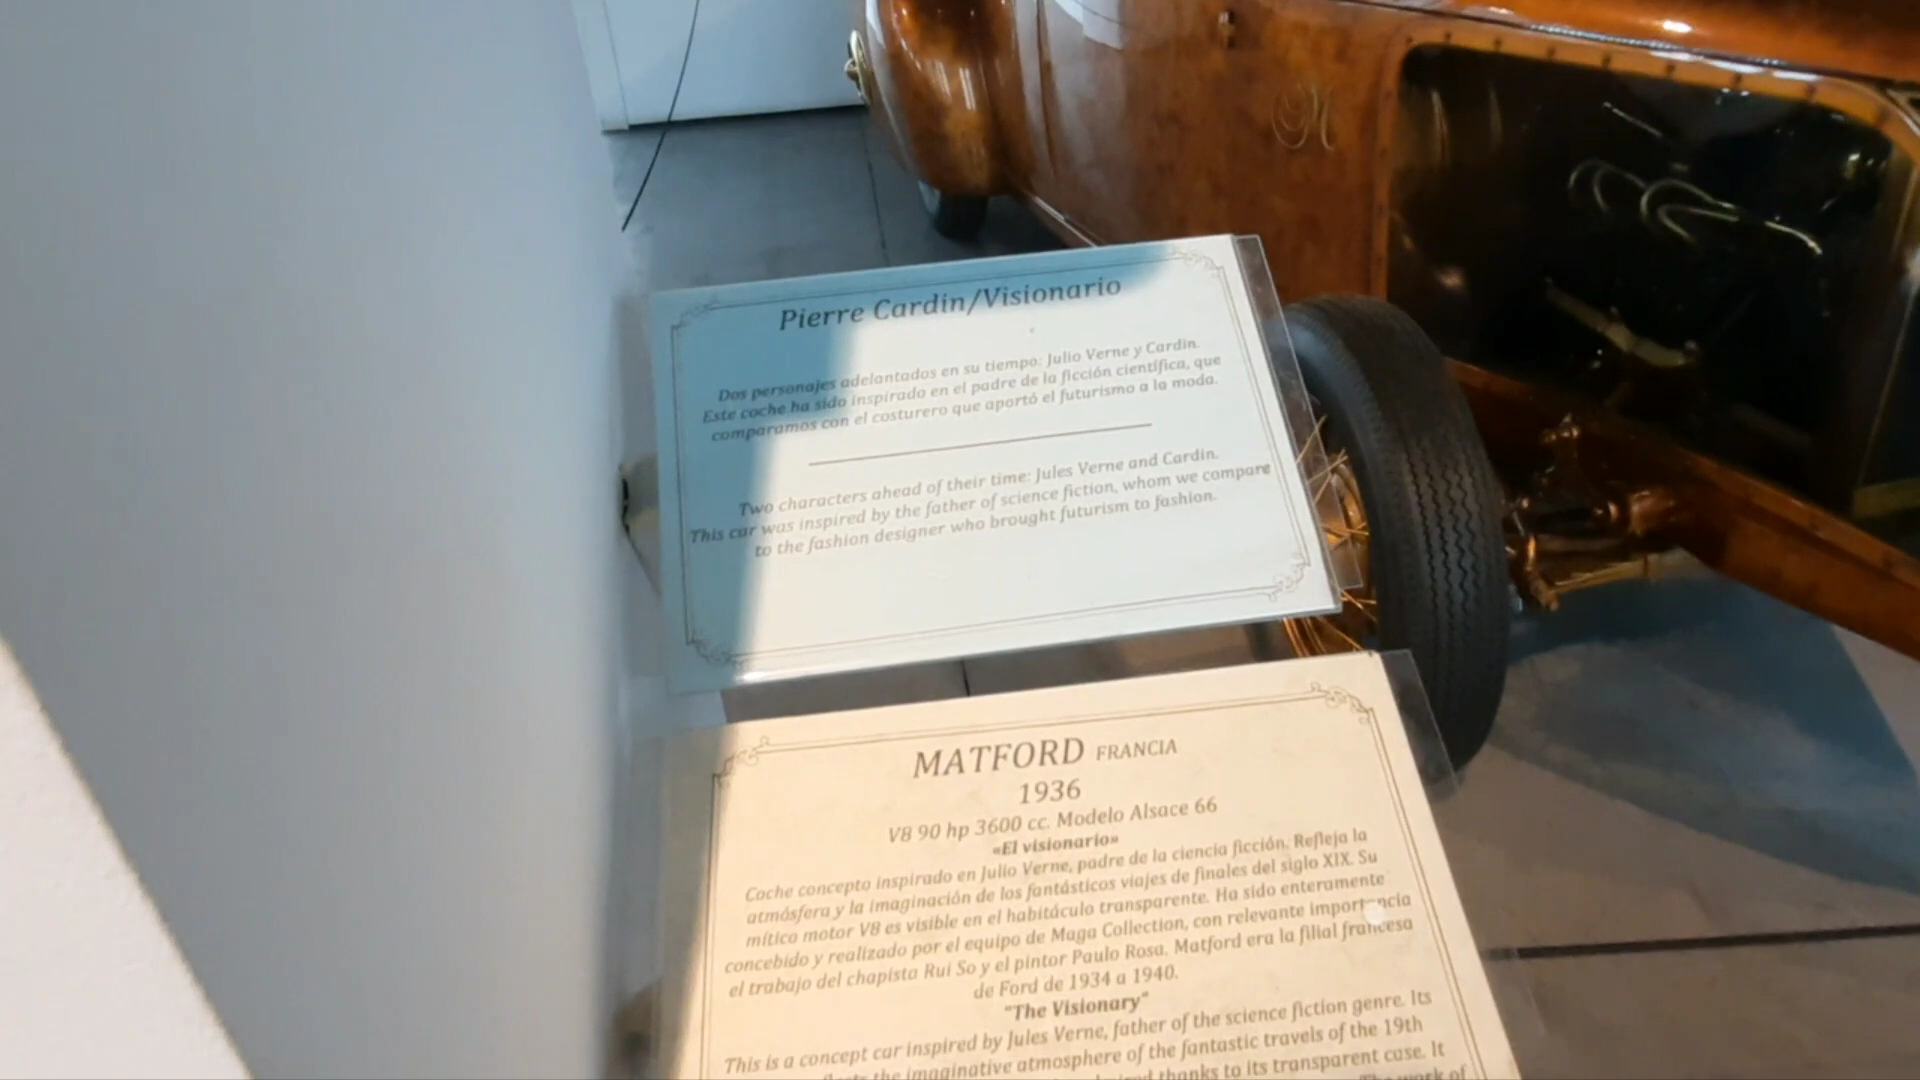 Pierre Cardin/Visionario
Dos personajes adelantados en su tiempo: Julio Verne y Cardin.
Este coche ha sido inspirado en el padre de la ficción científica, que
comparamos con el costurero que aportó el futurismo a la moda.
Two characters ahead of their time: Jules Verne and Cardin.
This car was inspired by the father of science fiction, whom we compare
to the fashion designer who brought futurism to fashion.
MATFORD FRANCIA
1936
V8 90 hp 3600 cc. Modelo Alsace 66
«El visionario»
Coche concepto inspirado en Julio Verne, padre de la ciencia ficción. Refleja la
atmósfera y la imaginación de los fantásticos viajes de finales del siglo XIX. Su
mítico motor V8 es visible en el habitáculo transparente. Ha sido enteramente
concebido y realizado por el equipo de Maga Collection, con relevante importancia
el trabajo del chapista Rui So y el pintor Paulo Rosa. Matford era la filial francesa
de Ford de 1934 a 1940.
"The Visionary"
This is a concept car inspired by Jules Verne, father of the science fiction genre. Its
the imaginative atmosphere of the fantastic travels of the 19th
thanks to its transparent case. It
work of